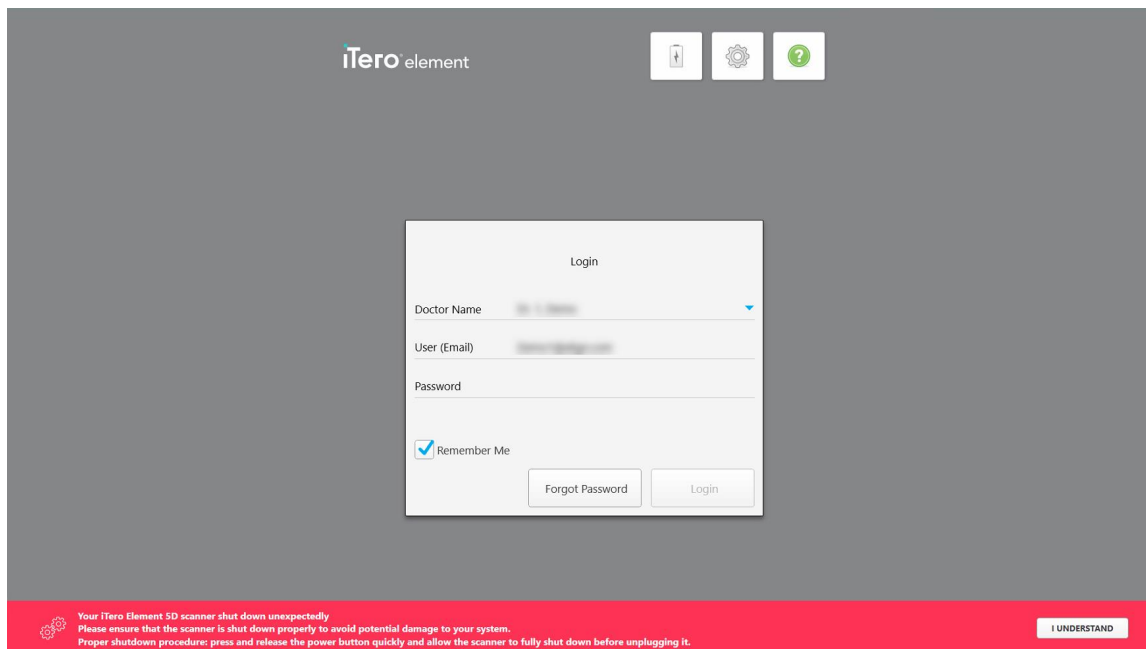 iTero element
?
Login
Doctor Name
User (Email)
Password
Remember Me
Forgot Password
Login
Your iTero Element 5D scanner shut down unexpectedly
Please ensure that the scanner is shut down properly to avoid potential damage to your system.
Proper shutdown procedure: press and release the power button quickly and allow the scanner to fully shut down before unplugging it.
I UNDERSTAND